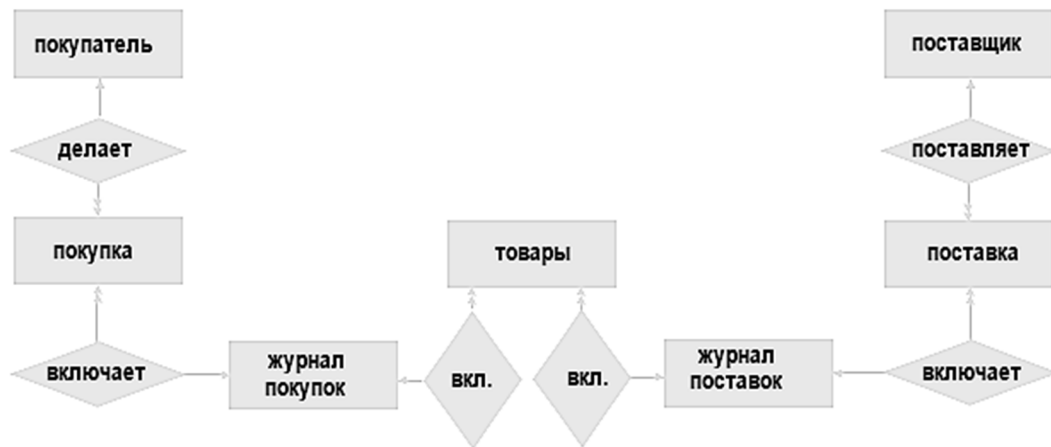 покупатель
поставщик
делает
поставляет
покупка
товары
поставка
включает
журнал
покупок
вкл.
вкл.
журнал
поставок
включает